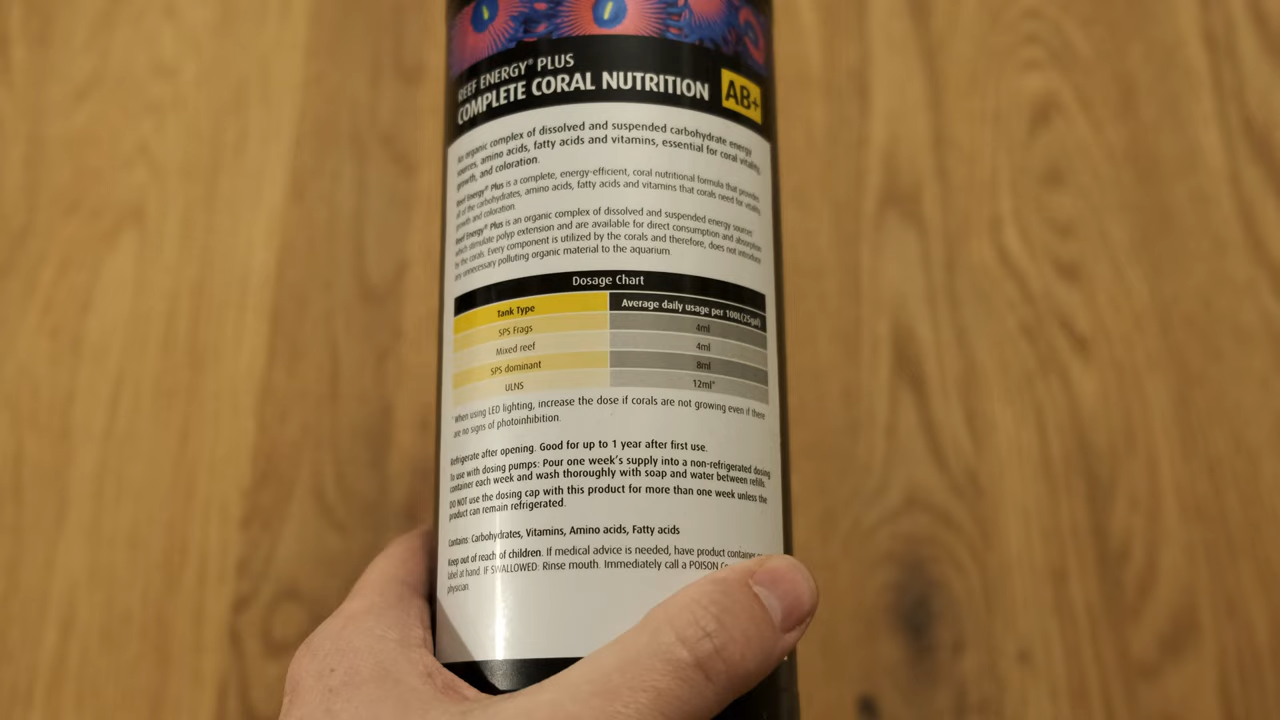 REEF ENERGY® PLUS
COMPLETE CORAL NUTRITION
AB+
An organic complex of dissolved and suspended carbohydrate energy
sources, amino acids, fatty acids and vitamins, essential for coral vitality,
growth, and coloration.
Reef Energy® Plus is a complete, energy-efficient, coral nutritional formula that provides
all of the carbohydrates, amino acids, fatty acids and vitamins that corals need for vitality,
growth and coloration.
Reef Energy® Plus is an organic complex of dissolved and suspended energy sources
which stimulate polyp extension and are available for direct consumption and absorption
by the corals. Every component is utilized by the corals and therefore, does not introduce
any unnecessary polluting organic material to the aquarium.
Dosage Chart
Tank Type Average daily usage per 100L(25gal)
SPS Frags 4ml
Mixed reef 4ml
SPS dominant 8ml
ULNS 12ml*
*When using LED lighting, increase the dose if corals are not growing even if there
are no signs of photoinhibition.
Refrigerate after opening. Good for up to 1 year after first use.
To use with dosing pumps: Pour one week's supply into a non-refrigerated dosing
container each week and wash thoroughly with soap and water between refills.
DO NOT use the dosing cap with this product for more than one week unless the
product can remain refrigerated.
Contains: Carbohydrates, Vitamins, Amino acids, Fatty acids
Keep out of reach of children. If medical advice is needed, have product container
label at hand. IF SWALLOWED: Rinse mouth. Immediately call a POISON
physician.